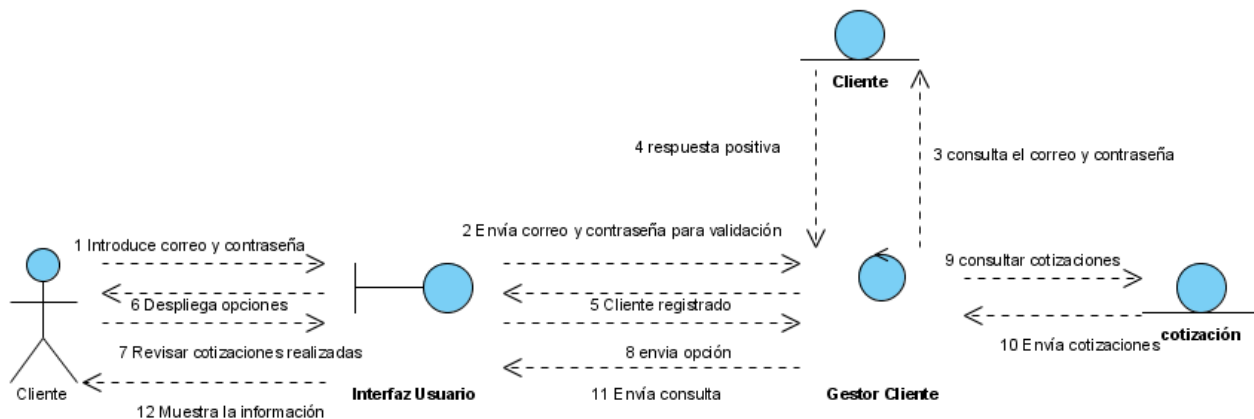 Cliente
4 respuesta positiva
3 consulta el correo y contraseña
1 Introduce correo y contraseña
2 Envía correo y contraseña para validación
9 consultar cotizaciones
6 Despliega opciones
5 Cliente registrado
cotización
7 Revisar cotizaciones realizadas
8 envia opción
10 Envía cotizaciones
Cliente
Interfaz Usuario
11 Envía consulta
Gestor Cliente
12 Muestra la información